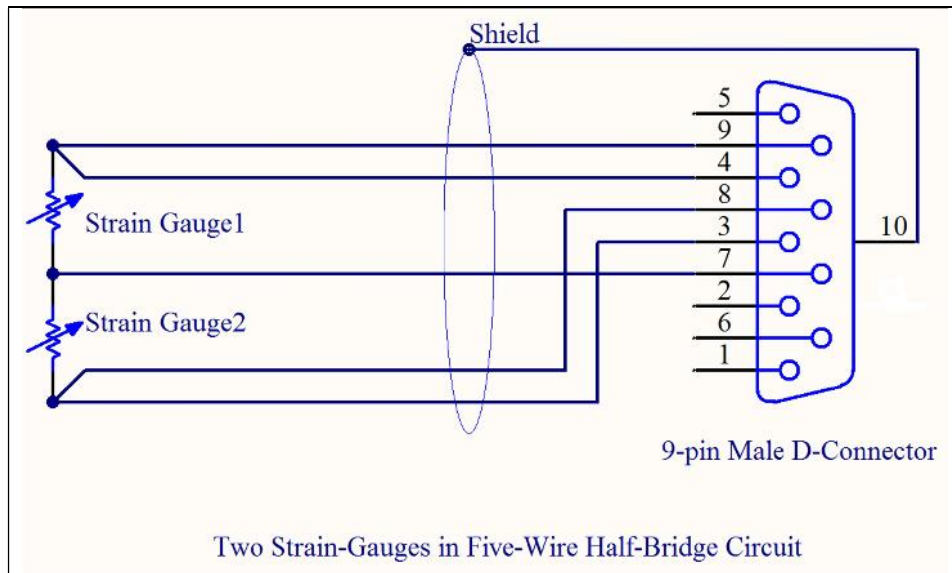 Shield
5
9
4
8
3
7
2
6
1
10
Strain Gauge1
Strain Gauge2
9-pin Male D-Connector
Two Strain-Gauges in Five-Wire Half-Bridge Circuit